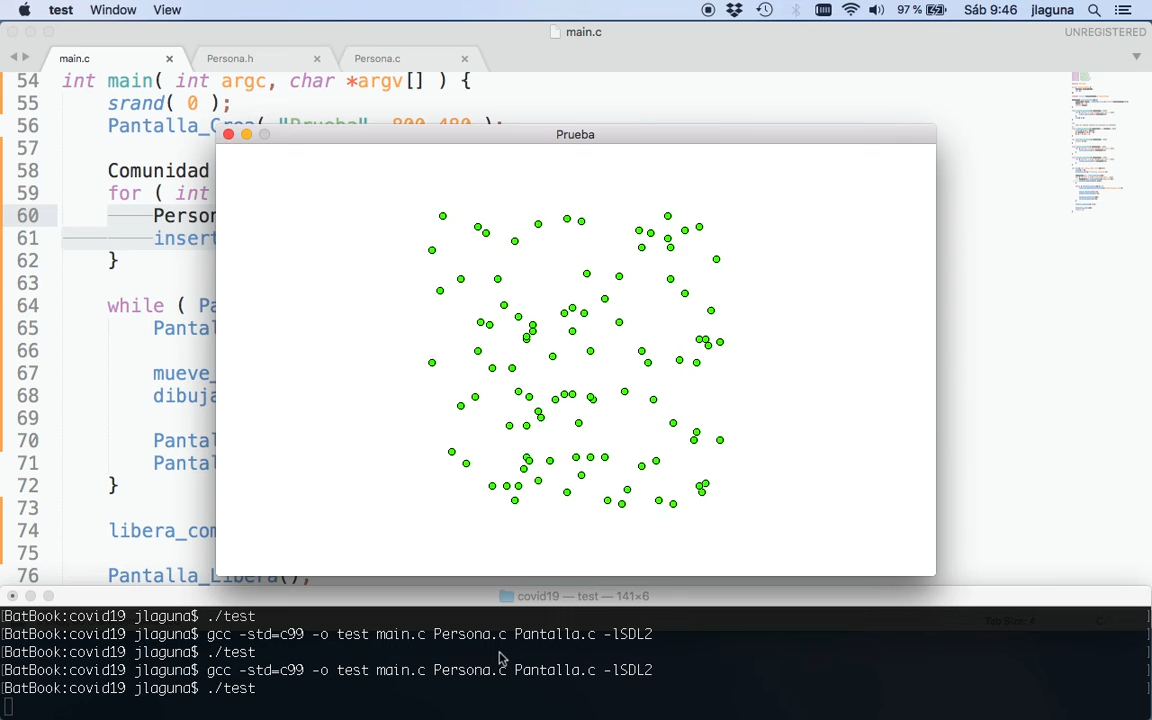 test Window View 97 % Sáb 9:46 jlaguna
main.c UNREGISTERED
main.c × Persona.h × Persona.c ×
54 int main( int argc, char *argv[] ) {
55 srand( 0 );
56 Pantalla_Crea( "Prueba", 800,480 );
Prueba
57
58 Comunidad
59 for ( int
60 Person
61 insert
62 }
63
64 while ( Pa
65 Pantal
66
67 mueve_
68 dibuja
69
70 Pantal
71 Pantal
72 }
73
74 libera_com
75
76 Pantalla_Libera();
covid19 — test — 141×6
[BatBook:covid19 jlaguna$ ./test ]
[BatBook:covid19 jlaguna$ gcc -std=c99 -o test main.c Persona.c Pantalla.c -lSDL2 ]
[BatBook:covid19 jlaguna$ ./test ]
[BatBook:covid19 jlaguna$ gcc -std=c99 -o test main.c Persona.c Pantalla.c -lSDL2 ]
[BatBook:covid19 jlaguna$ ./test ]